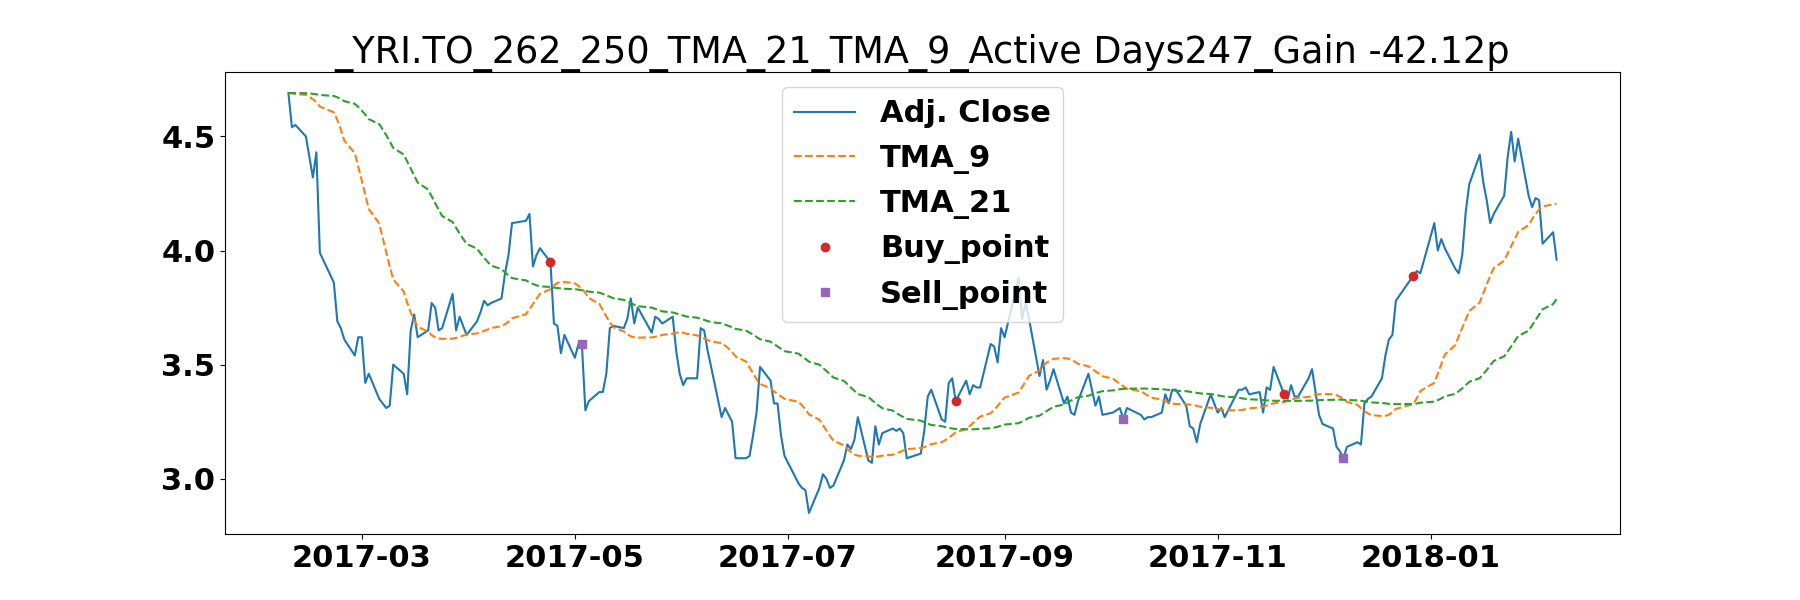 _YRI.TO_262_250_TMA_21_TMA_9_Active Days247_Gain -42.12p
Adj. Close
TMA_9
TMA_21
Buy_point
Sell_point
4.5
4.0
3.5
3.0
2017-03 2017-05 2017-07 2017-09 2017-11 2018-01